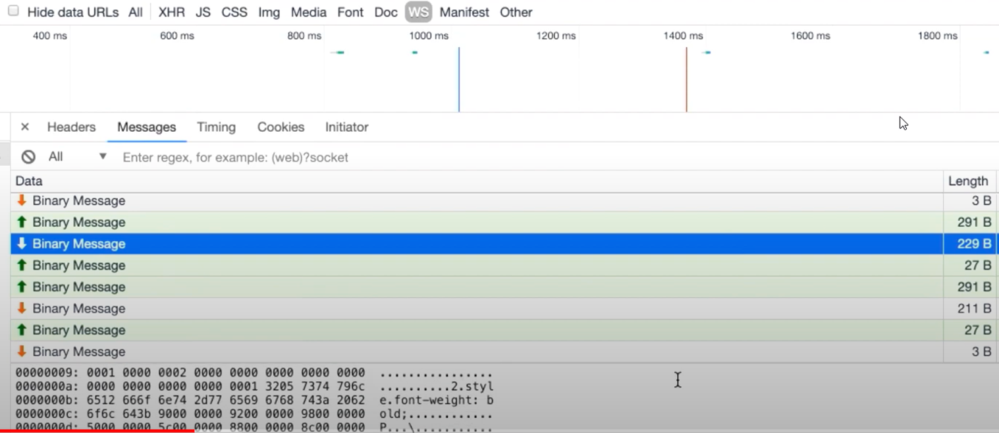 Hide data URLs All XHR JS CSS Img Media Font Doc WS Manifest Other
400 ms 600 ms 800 ms 1000 ms 1200 ms 1400 ms 1600 ms 1800 ms
× Headers Messages Timing Cookies Initiator
All ▼ Enter regex, for example: (web)?socket
Data Length
Binary Message 3 B
Binary Message 291 B
Binary Message 229 B
Binary Message 27 B
Binary Message 291 B
Binary Message 211 B
Binary Message 27 B
Binary Message 3 B
00000009: 0001 0000 0002 0000 0000 0000 0000 0000 ................
0000000a: 0000 0000 0000 0000 0001 3205 7374 796c ..........2.styl
0000000b: 6512 666f 6e74 2d77 6569 6768 743a 2062 e.font-weight: b
0000000c: 6f6c 643b 9000 0000 9200 0000 9800 0000 old;............
0000000d: 5000 0000 5c00 0000 8800 0000 8c00 0000 P...\...........